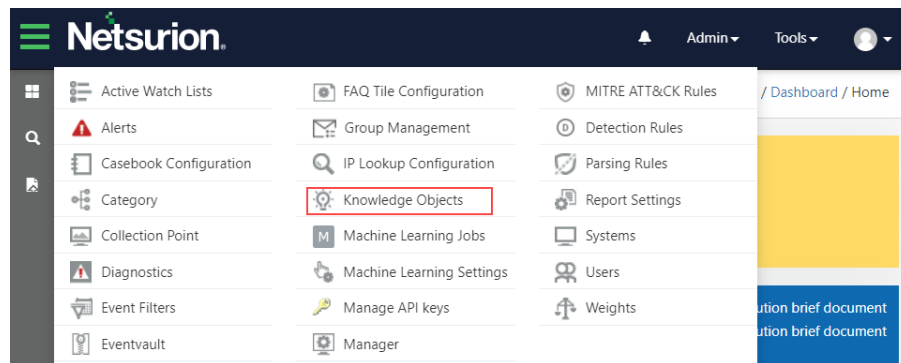 Netsurion.
Admin
Tools
Active Watch Lists
FAQ Tile Configuration
MITRE ATT&CK Rules
/ Dashboard / Home
Alerts
Group Management
D
Detection Rules
Casebook Configuration
IP Lookup Configuration
Parsing Rules
Category
Knowledge Objects
Report Settings
Collection Point
M
Machine Learning Jobs
Systems
Diagnostics
Machine Learning Settings
Users
Event Filters
Manage API keys
Weights
ution brief document
Eventvault
Manager
ution brief document